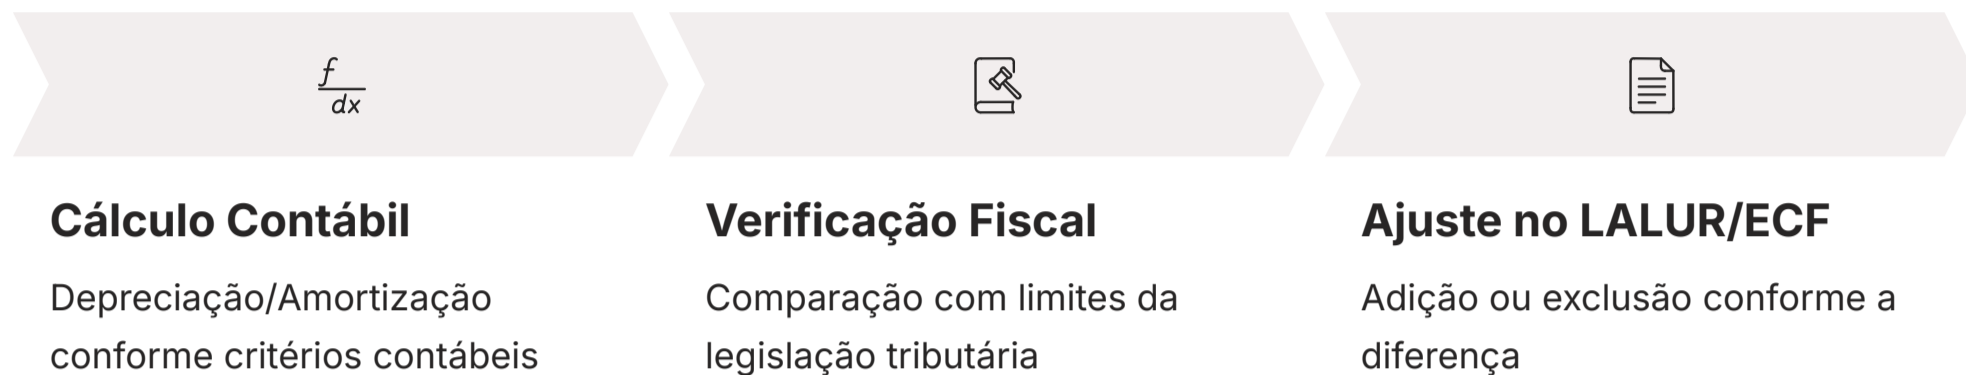 f
dx
Cálculo Contábil
Depreciação/Amortização
conforme critérios contábeis
Verificação Fiscal
Comparação com limites da
legislação tributária
Ajuste no LALUR/ECF
Adição ou exclusão conforme a
diferença